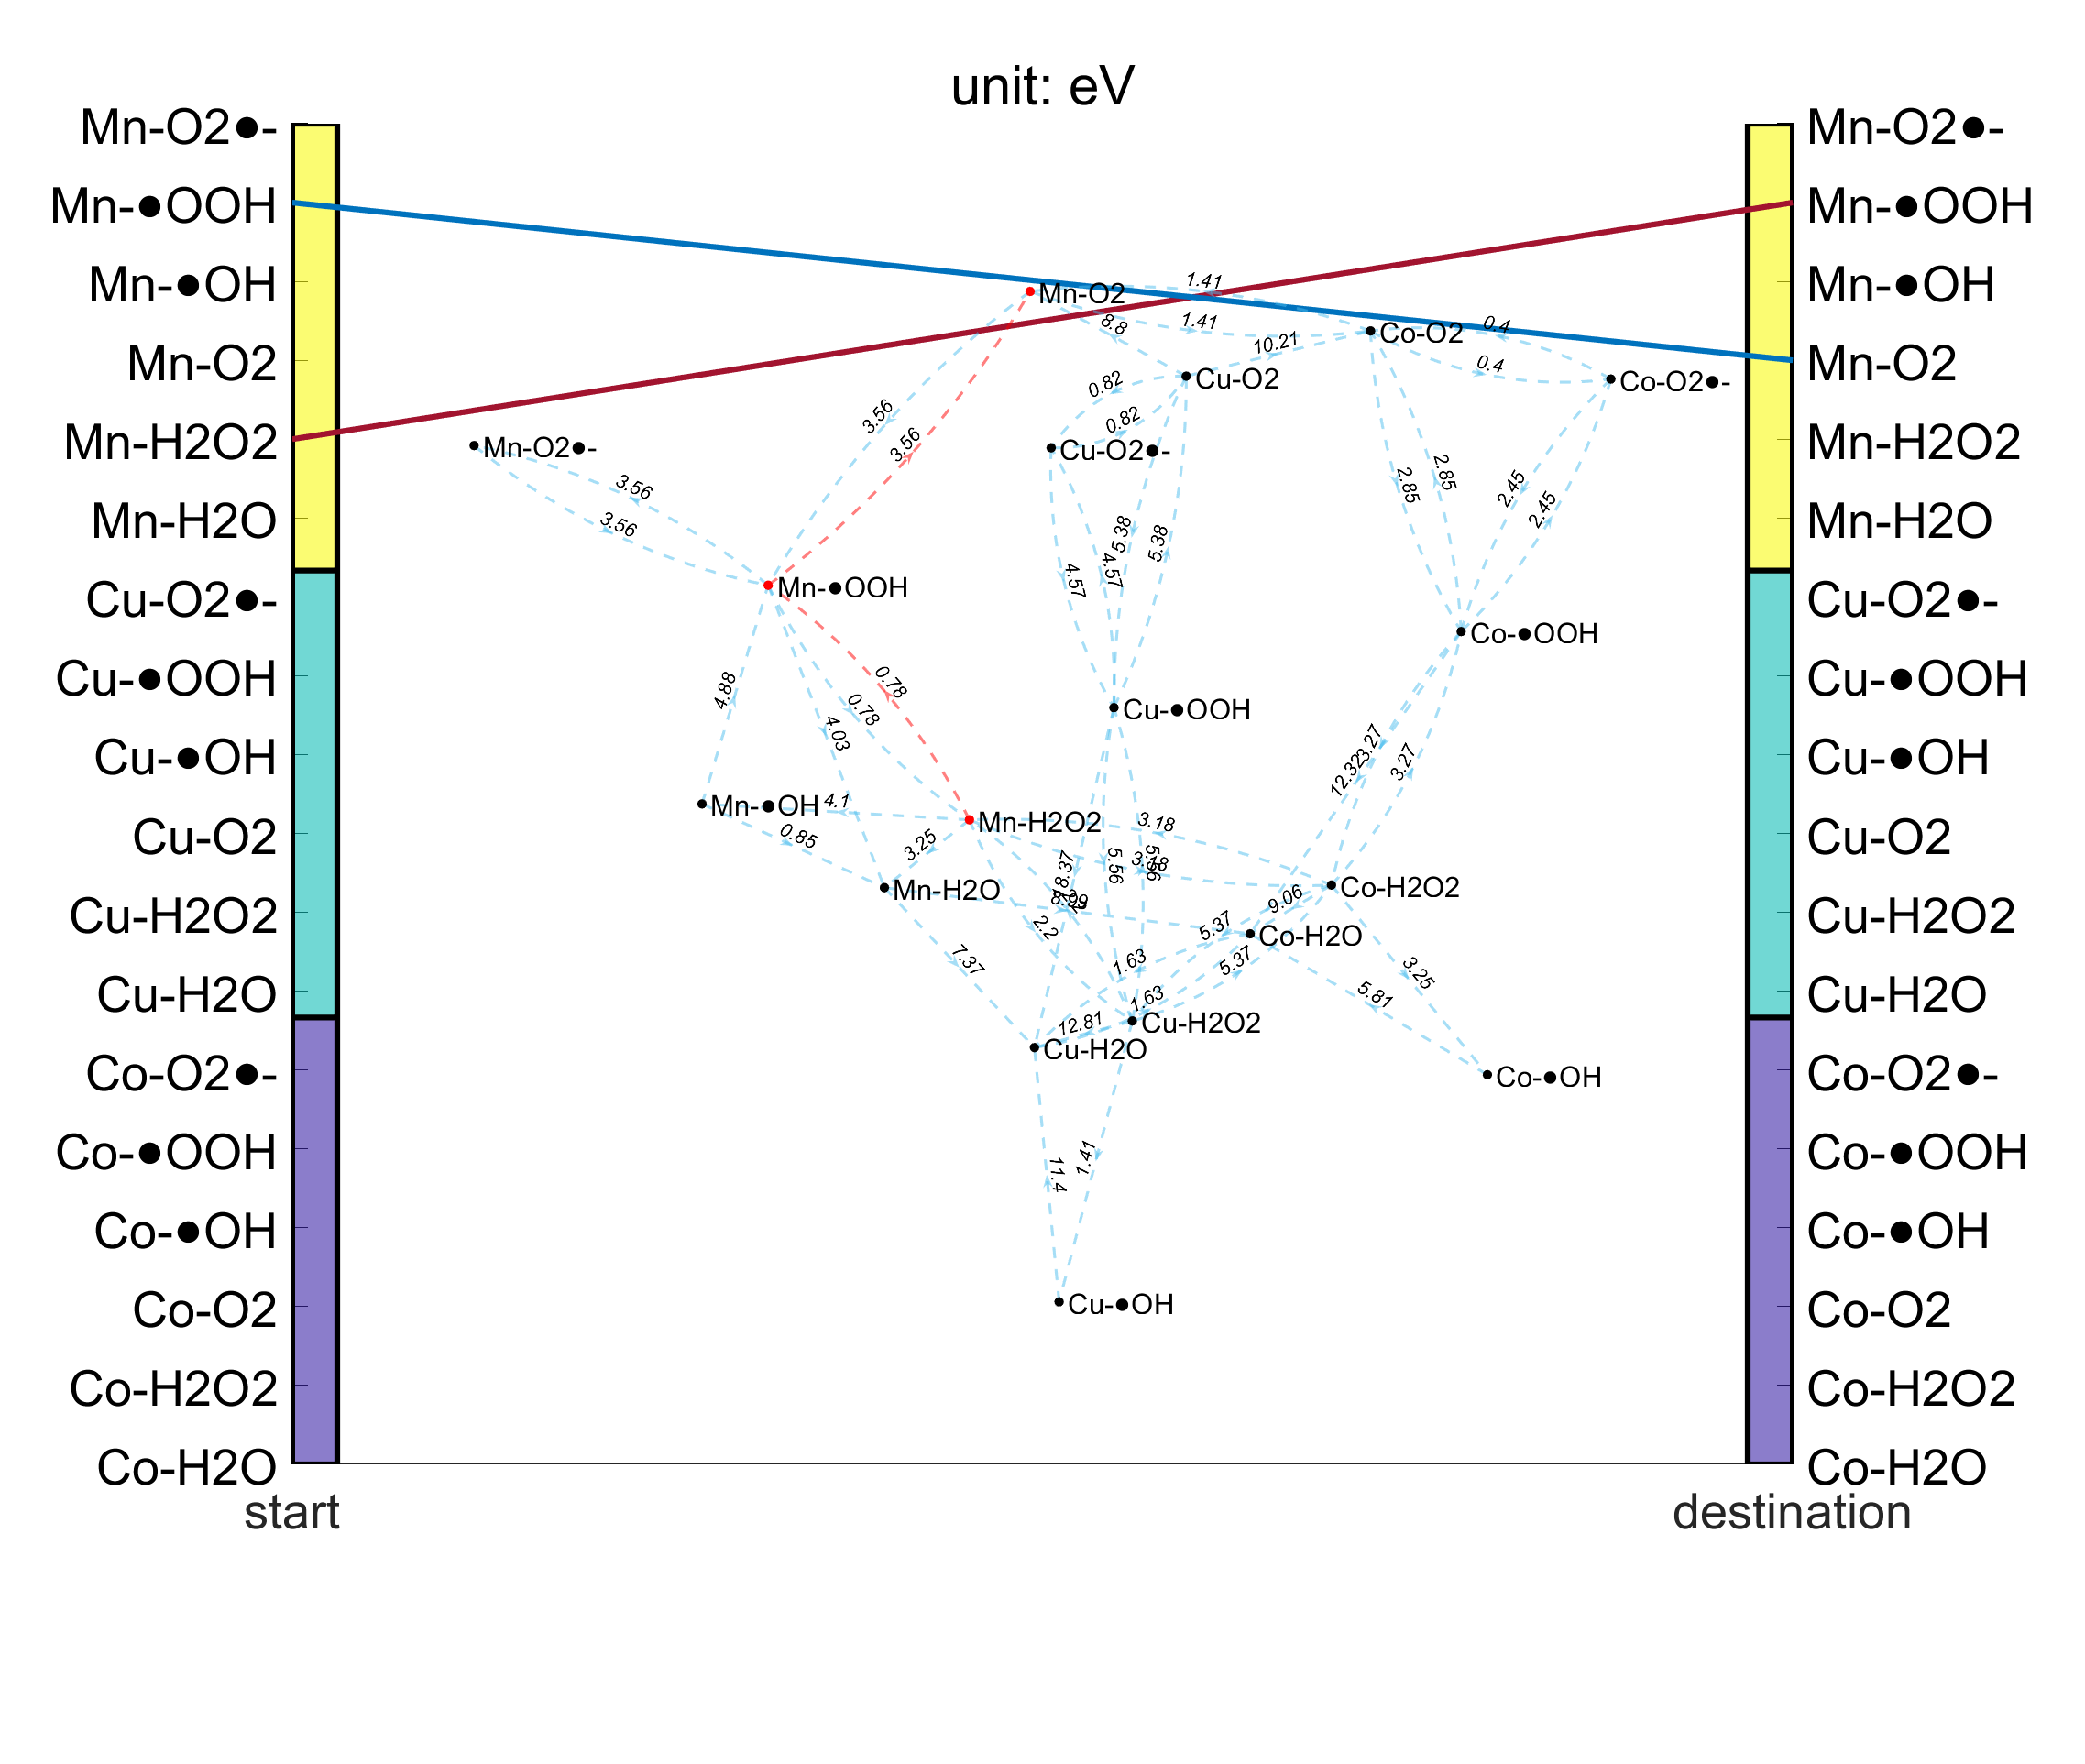 unit: eV
Mn-O2●-
Mn-●OOH
Mn-●OH
Mn-O2
Mn-H2O2
Mn-H2O
Cu-O2●-
Cu-●OOH
Cu-●OH
Cu-O2
Cu-H2O2
Cu-H2O
Co-O2●-
Co-●OOH
Co-●OH
Co-O2
Co-H2O2
Co-H2O
start
1.41
Mn-O2
8.8
1.41
10.21
Co-O2
0.4
0.4
Cu-O2
Co-O2●-
0.82
0.82
3.56
3.56
Mn-O2●-
Cu-O2●-
3.56
3.56
2.85
2.85
2.45
2.45
5.38
5.38
4.57
4.57
Mn-●OOH
Co-●OOH
4.88
0.78
0.78
4.03
Cu-●OOH
12.32
3.27
3.27
Mn-●OH
4.1
Mn-H2O2
3.18
0.85
3.25
5.56
5.56
3.18
18.37
Mn-H2O
Co-H2O2
8.99
9.06
2.2
5.37
Co-H2O
7.37
1.63
5.37
3.25
1.63
5.81
12.81
Cu-H2O2
Cu-H2O
Co-●OH
11.4
1.41
Cu-●OH
Mn-O2●-
Mn-●OOH
Mn-●OH
Mn-O2
Mn-H2O2
Mn-H2O
Cu-O2●-
Cu-●OOH
Cu-●OH
Cu-O2
Cu-H2O2
Cu-H2O
Co-O2●-
Co-●OOH
Co-●OH
Co-O2
Co-H2O2
Co-H2O
destination